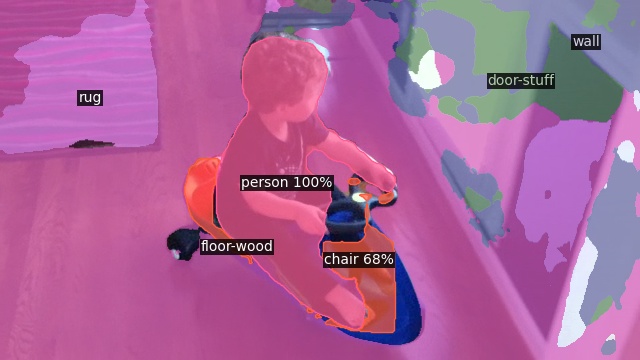 wall
door-stuff
rug
person 100%
floor-wood
chair 68%